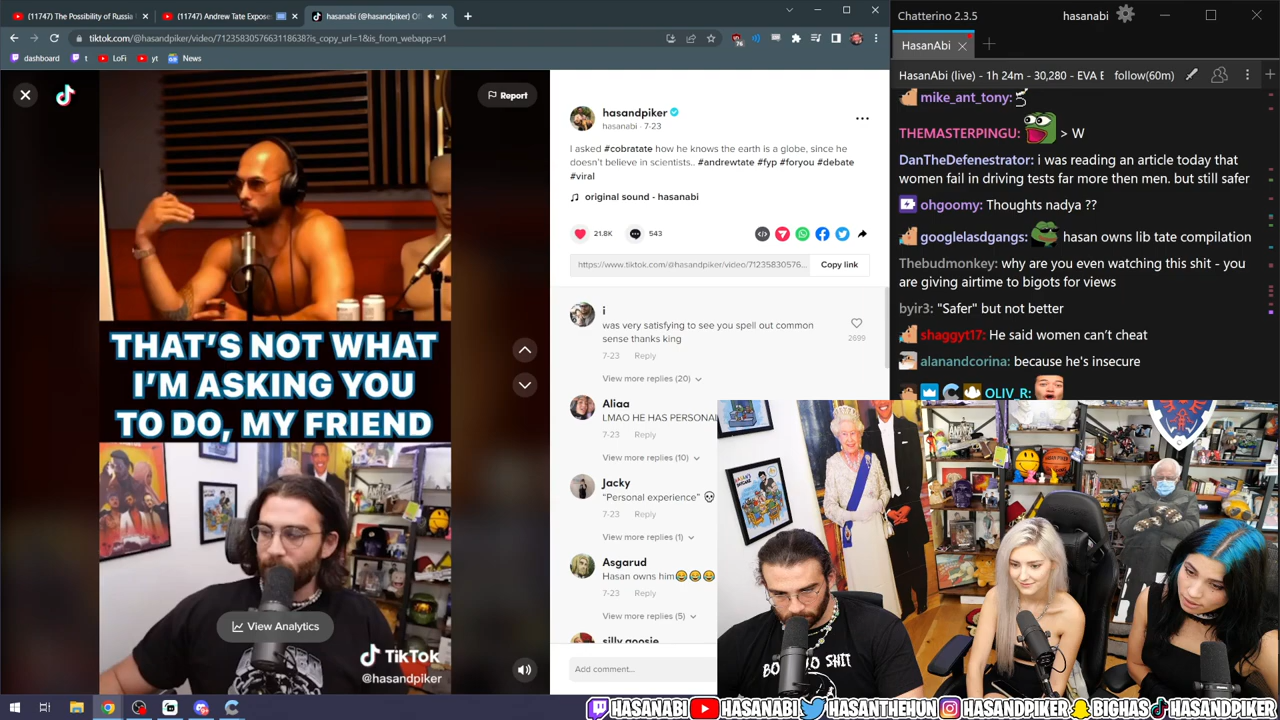 (11747) The Possibility of Russia
(11747) Andrew Tate Expose
hasanabi (@hasandpiker) Of
tiktok.com/@hasandpiker/video/7123583057663118638?is_copy_url=1&is_from_webapp=v1
76
dashboard
t
LoFi
yt
News
Report
THAT'S NOT WHAT
I'M ASKING YOU
TO DO, MY FRIEND
View Analytics
TikTok
@hasandpiker
hasandpiker
hasanabi · 7-23
I asked #cobratate how he knows the earth is a globe, since he
doesn't believe in scientists.. #andrewtate #fyp #foryou #debate
#viral
original sound - hasanabi
21.8K
543
https://www.tiktok.com/@hasandpiker/video/71235830576...
Copy link
i
was very satisfying to see you spell out common
sense thanks king
2699
7-23 Reply
View more replies (20)
Aliaa
LMAO HE HAS PERSONAL
7-23 Reply
View more replies (10)
Jacky
"Personal experience" 💀
7-23 Reply
View more replies (1)
Asgarud
Hasan owns him😂😂😂
7-23 Reply
View more replies (5)
silly goosie
Add comment...
Chatterino 2.3.5
hasanabi
HasanAbi
HasanAbi (live) - 1h 24m - 30,280 - EVA E
follow(60m)
mike_ant_tony:
THEMASTERPINGU: > W
DanTheDefenestrator: i was reading an article today that
women fail in driving tests far more then men. but still safer
ohgoomy: Thoughts nadya ??
googlelasdgangs: hasan owns lib tate compilation
Thebudmonkey: why are you even watching this shit - you
are giving airtime to bigots for views
byir3: "Safer" but not better
shaggyt17: He said women can't cheat
alanandcorina: because he's insecure
OLIV_R:
HASANABI HASANABI HASANTHEHUN HASANDPIKER BIGHAS HASANDPIKER